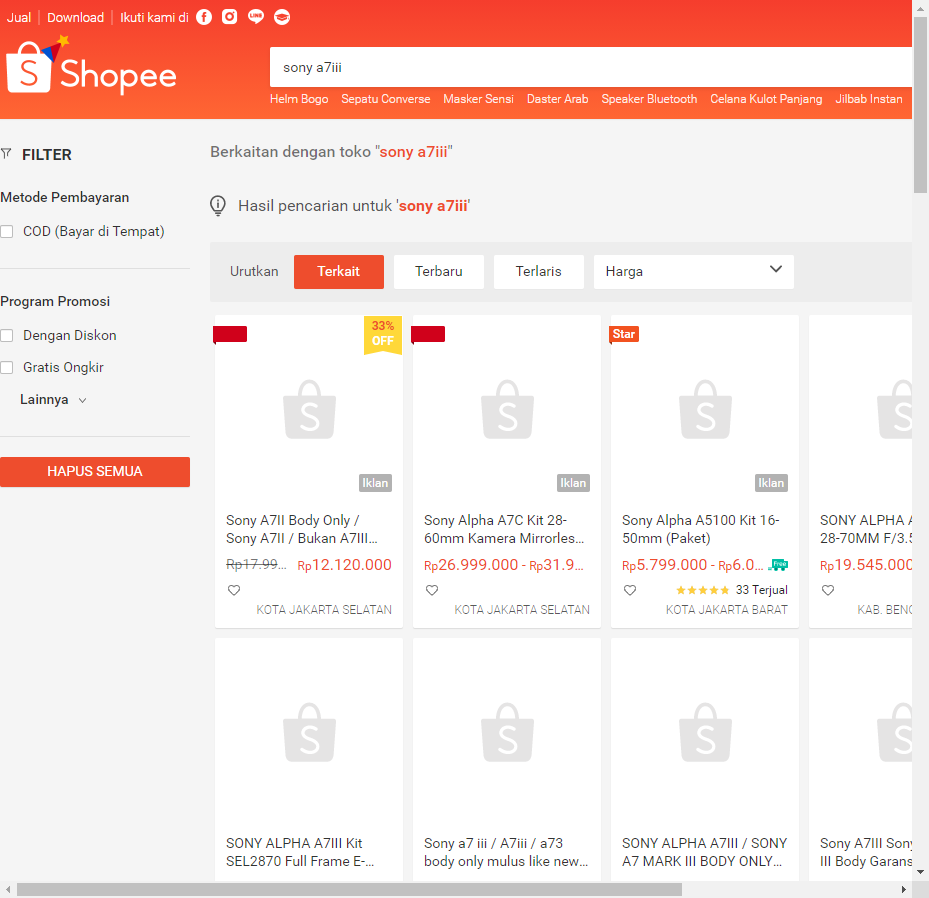 Jual
Download
Ikuti kami di
LINE
S Shopee
sony a7iii
Helm Bogo Sepatu Converse Masker Sensi Daster Arab Speaker Bluetooth Celana Kulot Panjang Jilbab Instan
FILTER
Metode Pembayaran
COD (Bayar di Tempat)
Program Promosi
Dengan Diskon
Gratis Ongkir
Lainnya
HAPUS SEMUA
Berkaitan dengan toko "sony a7iii"
Hasil pencarian untuk 'sony a7iii'
Urutkan
Terkait
Terbaru
Terlaris
Harga
33%
OFF
S
Iklan
Sony A7II Body Only /
Sony A7II / Bukan A7III...
Rp17.99... Rp12.120.000
KOTA JAKARTA SELATAN
S
Iklan
Sony Alpha A7C Kit 28-
60mm Kamera Mirrorles...
Rp26.999.000 - Rp31.9...
KOTA JAKARTA SELATAN
Star
S
Iklan
Sony Alpha A5100 Kit 16-
50mm (Paket)
Rp5.799.000 - Rp6.0... Free
33 Terjual
KOTA JAKARTA BARAT
S
SONY ALPHA
28-70MM F/3.5
Rp19.545.000
KAB.
S
SONY ALPHA A7III Kit
SEL2870 Full Frame E-...
S
Sony a7 iii / A7iii / a73
body only mulus like new...
S
SONY ALPHA A7III / SONY
A7 MARK III BODY ONLY...
S
Sony A7III Sony
III Body Garans